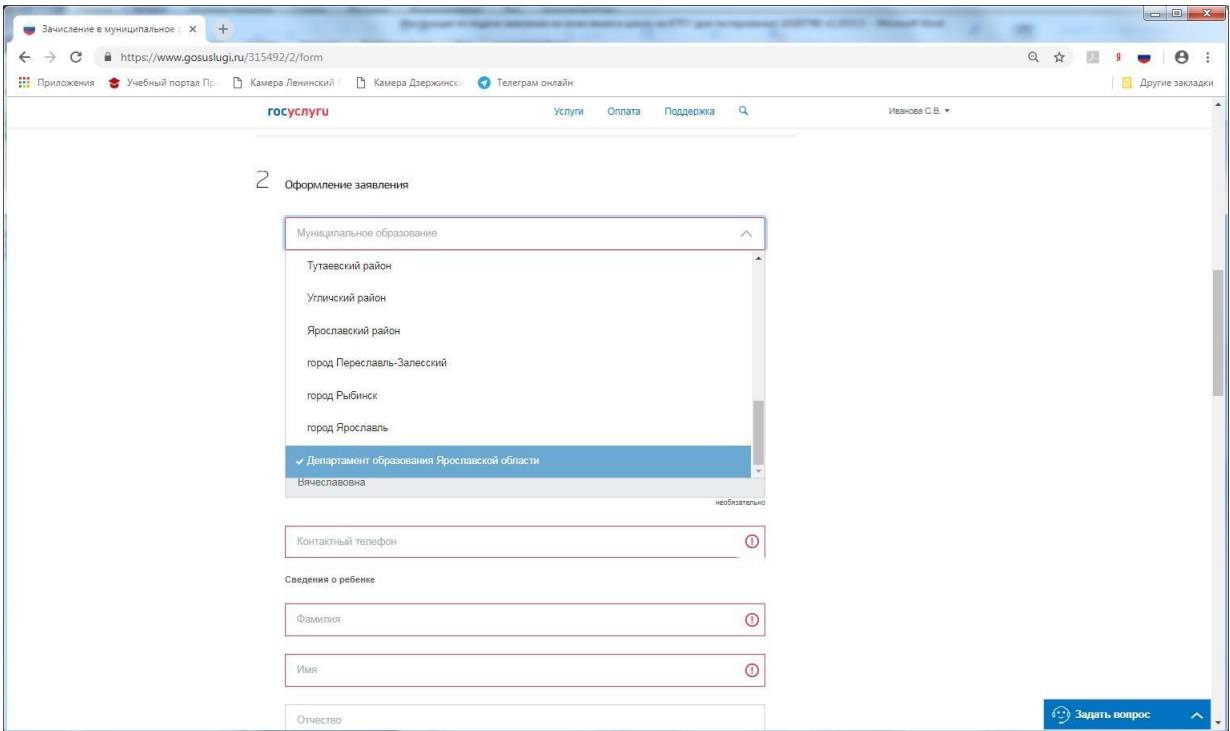 Зачисление в муниципальное с
https://www.gosuslugi.ru/315492/2/form
Приложения Учебный портал Пр Камера Ленинский Камера Дзержинск Телеграм онлайн Другие закладки
госуслуги Услуги Оплата Поддержка Иванова С.В.
2 Оформление заявления
Муниципальное образование
Тутаевский район
Угличский район
Ярославский район
город Переславль-Залесский
город Рыбинск
город Ярославль
Департамент образования Ярославской области
Вячеславовна
необязательно
Контактный телефон
Сведения о ребенке
Фамилия
Имя
Отчество
Задать вопрос